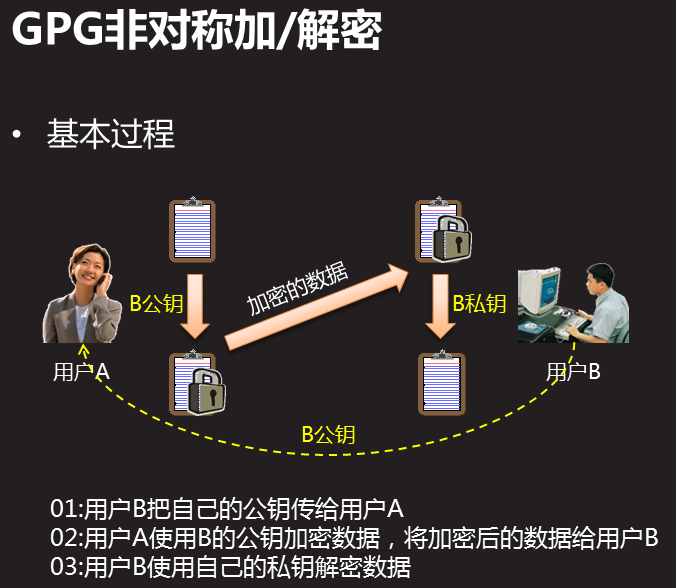 GPG非对称加/解密
• 基本过程
B公钥
加密的数据
B私钥
用户A
用户B
B公钥
01:用户B把自己的公钥传给用户A
02:用户A使用B的公钥加密数据，将加密后的数据给用户B
03:用户B使用自己的私钥解密数据